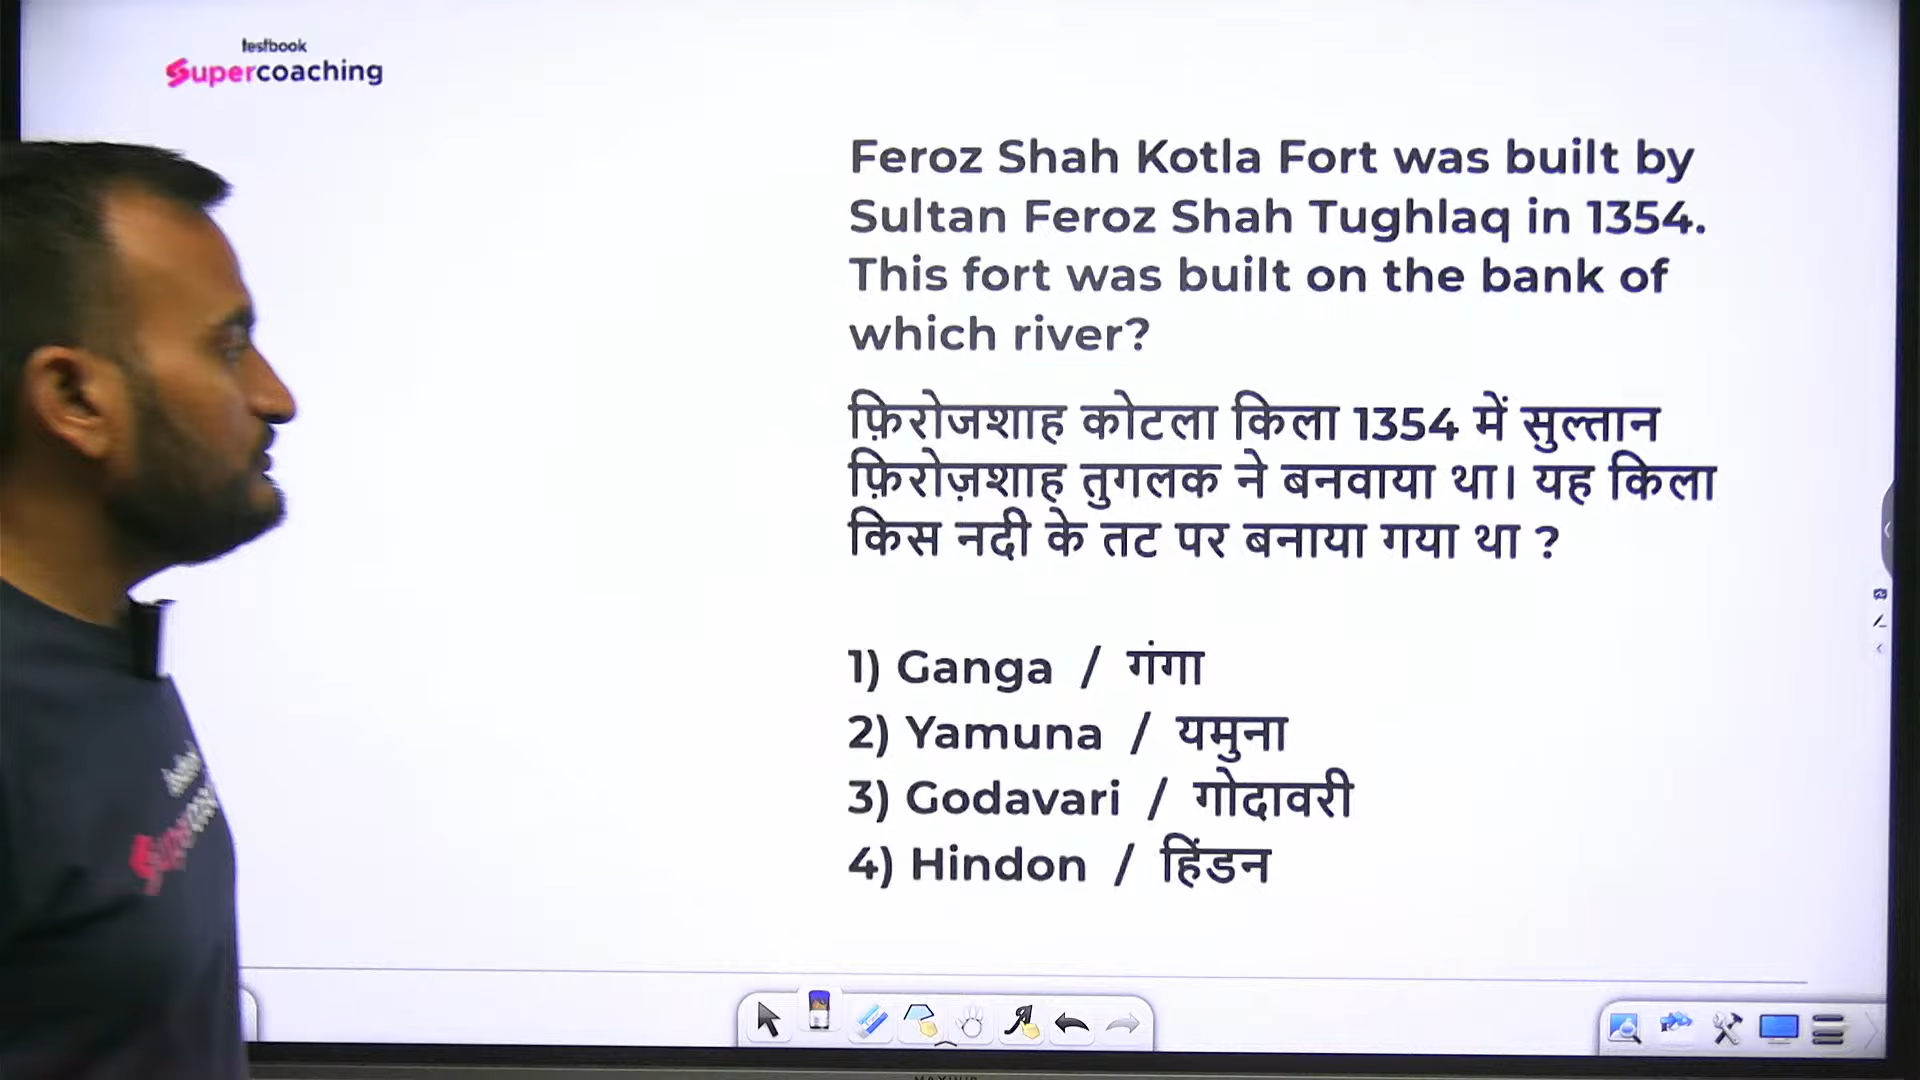 testbook
Supercoaching
Feroz Shah Kotla Fort was built by
Sultan Feroz Shah Tughlaq in 1354.
This fort was built on the bank of
which river?
फ़िरोजशाह कोटला किला 1354 में सुल्तान
फ़िरोज़शाह तुगलक ने बनवाया था। यह किला
किस नदी के तट पर बनाया गया था ?
1) Ganga / गंगा
2) Yamuna / यमुना
3) Godavari / गोदावरी
4) Hindon / हिंडन